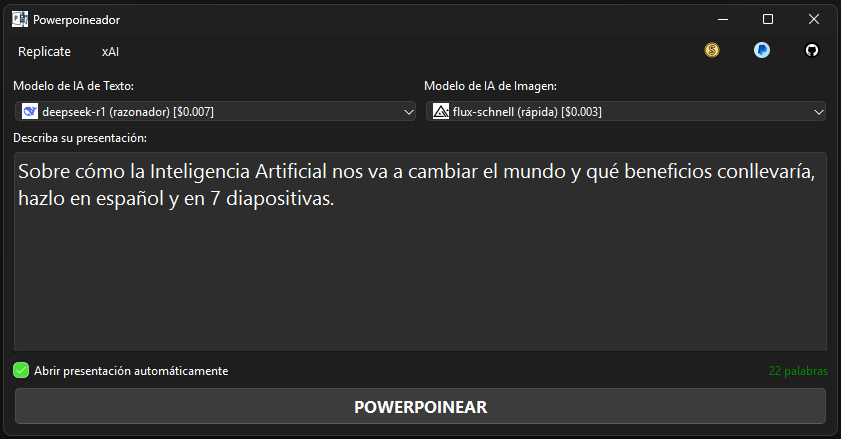 Powerpoineador
Replicate xAI
Modelo de IA de Texto: Modelo de IA de Imagen:
deepseek-r1 (razonador) [$0.007] flux-schnell (rápida) [$0.003]
Describa su presentación:
Sobre cómo la Inteligencia Artificial nos va a cambiar el mundo y qué beneficios conllevaría,
hazlo en español y en 7 diapositivas.
Abrir presentación automáticamente 22 palabras
POWERPOINEAR